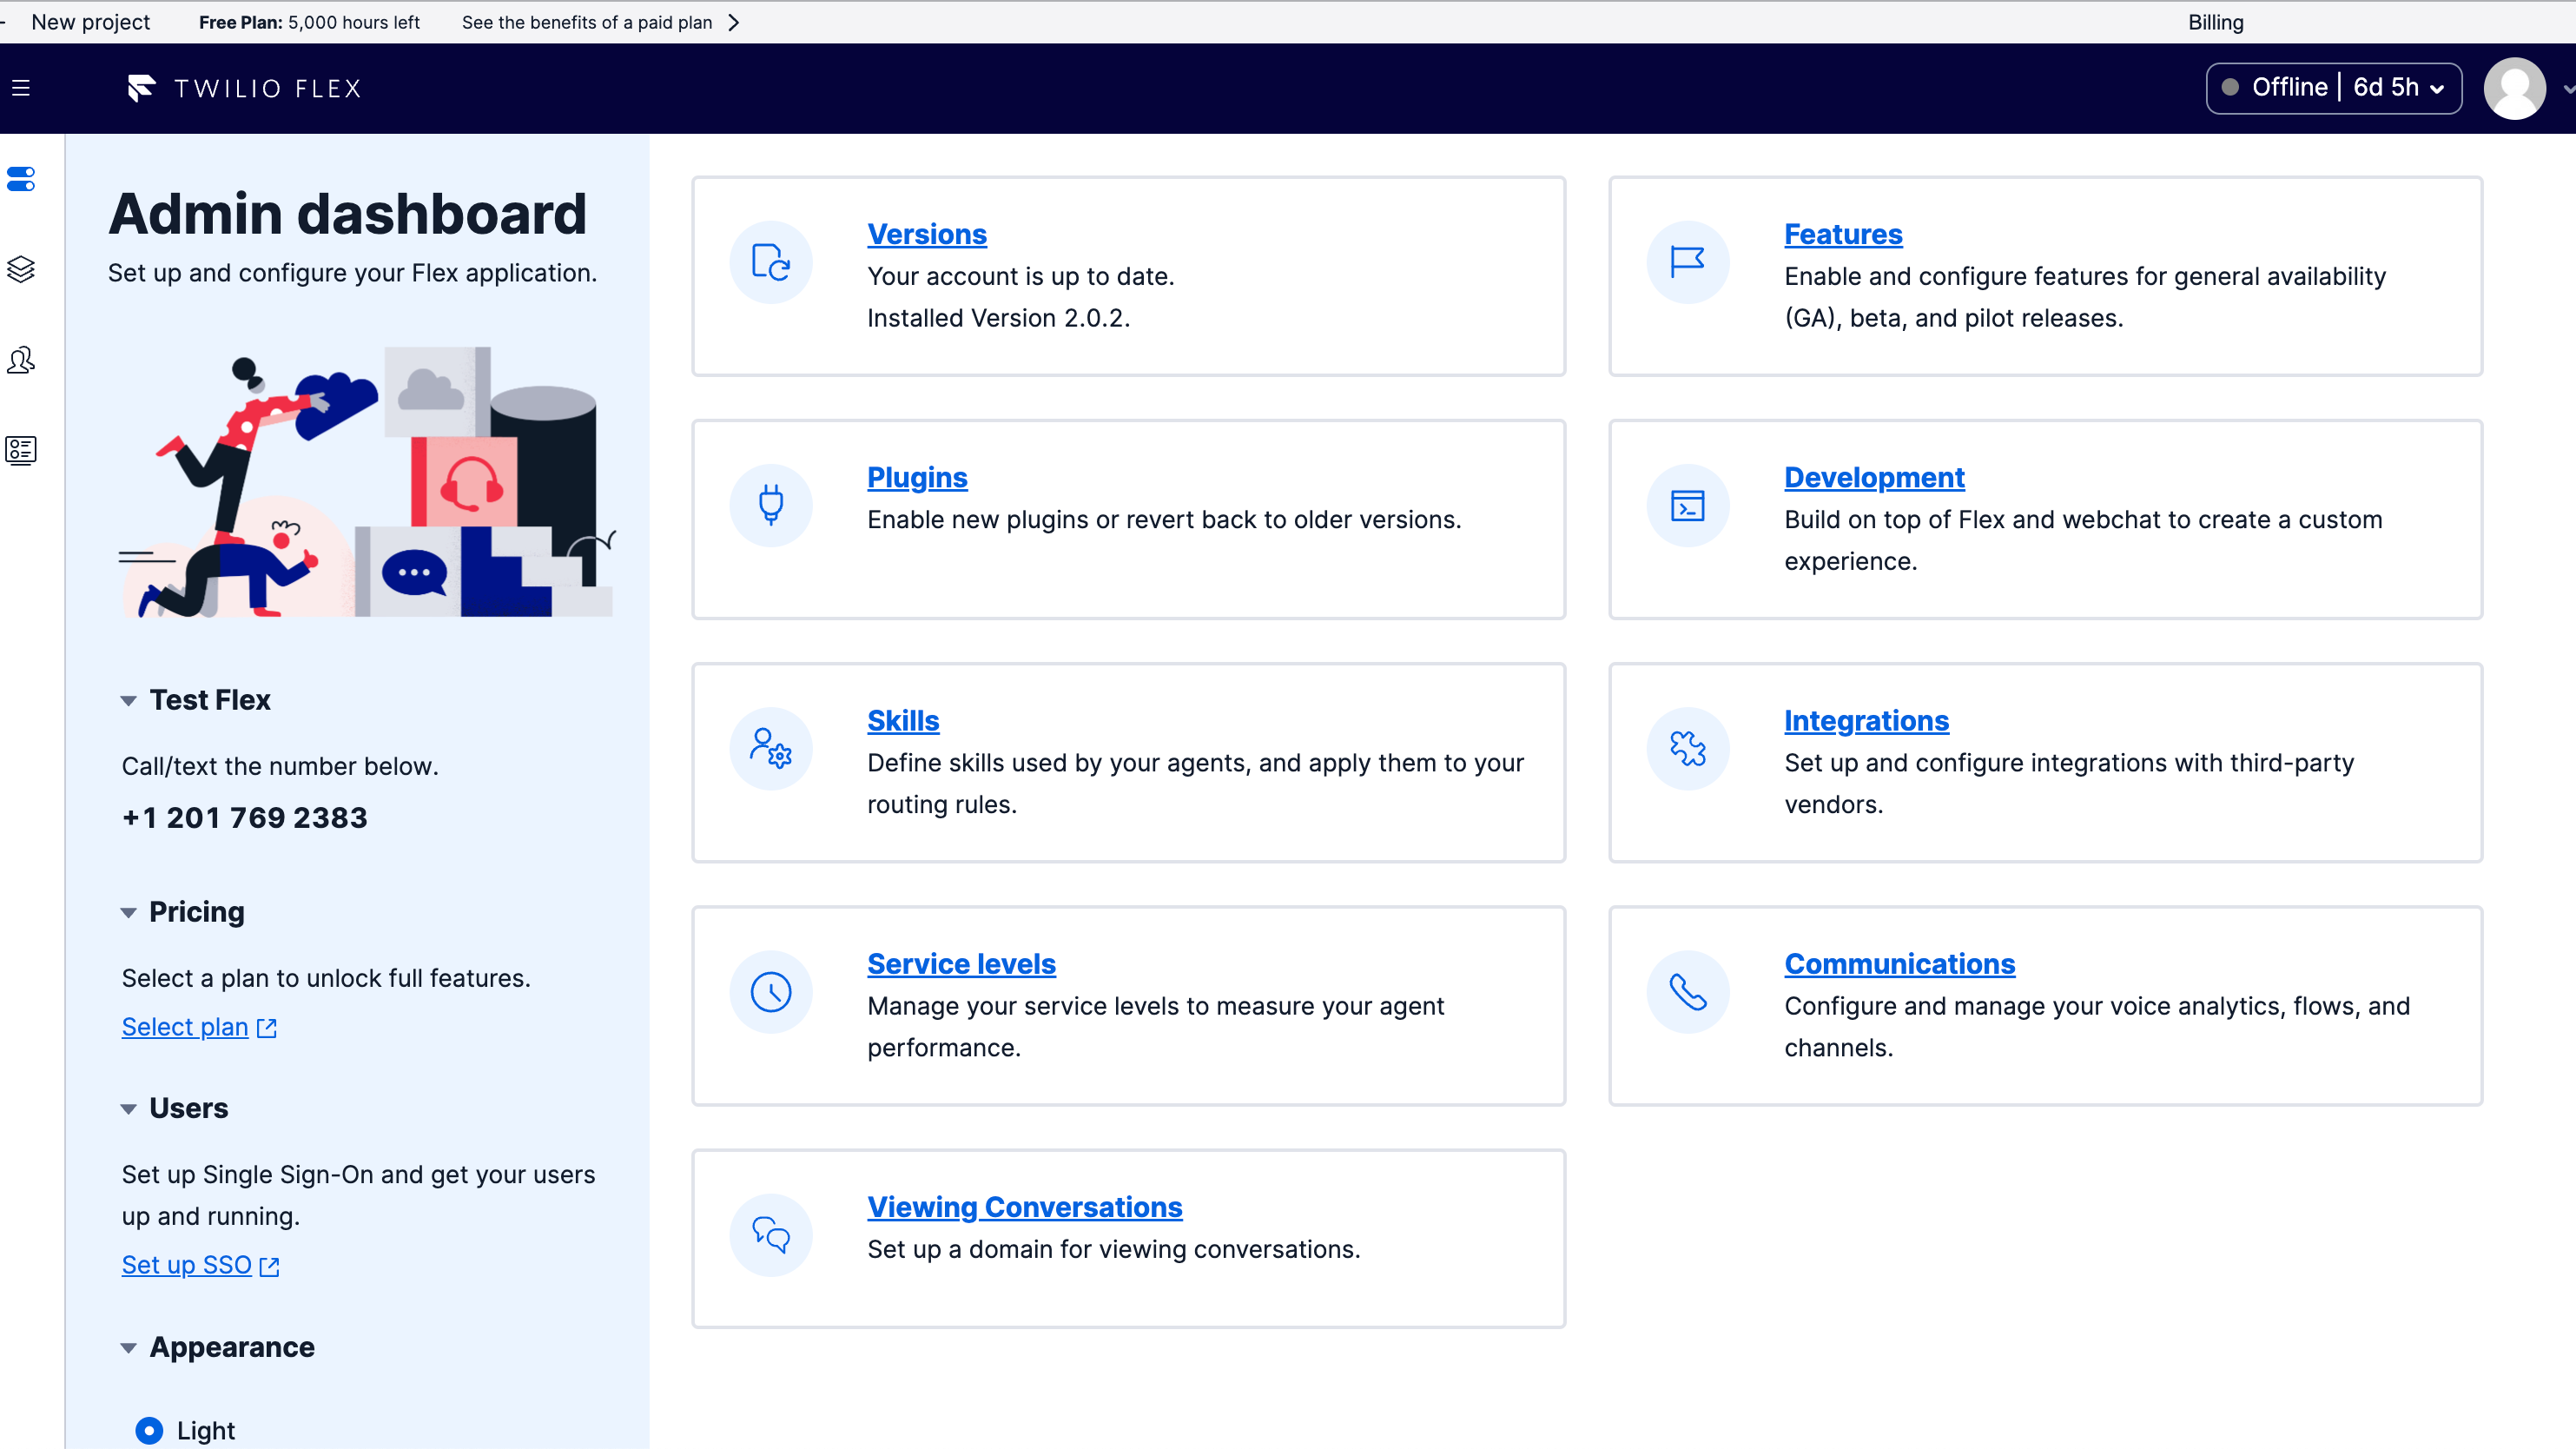 New project
Free Plan: 5,000 hours left
See the benefits of a paid plan
Billing
TWILIO FLEX
Offline | 6d 5h
Admin dashboard
Set up and configure your Flex application.
Test Flex
Call/text the number below.
+1 201 769 2383
Pricing
Select a plan to unlock full features.
Select plan
Users
Set up Single Sign-On and get your users
up and running.
Set up SSO
Appearance
Light
Versions
Your account is up to date.
Installed Version 2.0.2.
Features
Enable and configure features for general availability
(GA), beta, and pilot releases.
Plugins
Enable new plugins or revert back to older versions.
Development
Build on top of Flex and webchat to create a custom
experience.
Skills
Define skills used by your agents, and apply them to your
routing rules.
Integrations
Set up and configure integrations with third-party
vendors.
Service levels
Manage your service levels to measure your agent
performance.
Communications
Configure and manage your voice analytics, flows, and
channels.
Viewing Conversations
Set up a domain for viewing conversations.